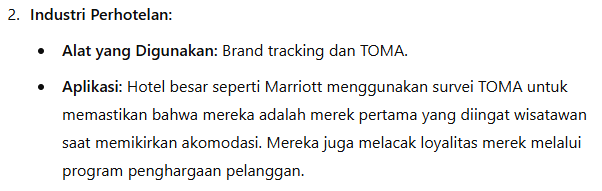 2. Industri Perhotelan:
• Alat yang Digunakan: Brand tracking dan TOMA.
• Aplikasi: Hotel besar seperti Marriott menggunakan survei TOMA untuk
memastikan bahwa mereka adalah merek pertama yang diingat wisatawan
saat memikirkan akomodasi. Mereka juga melacak loyalitas merek melalui
program penghargaan pelanggan.